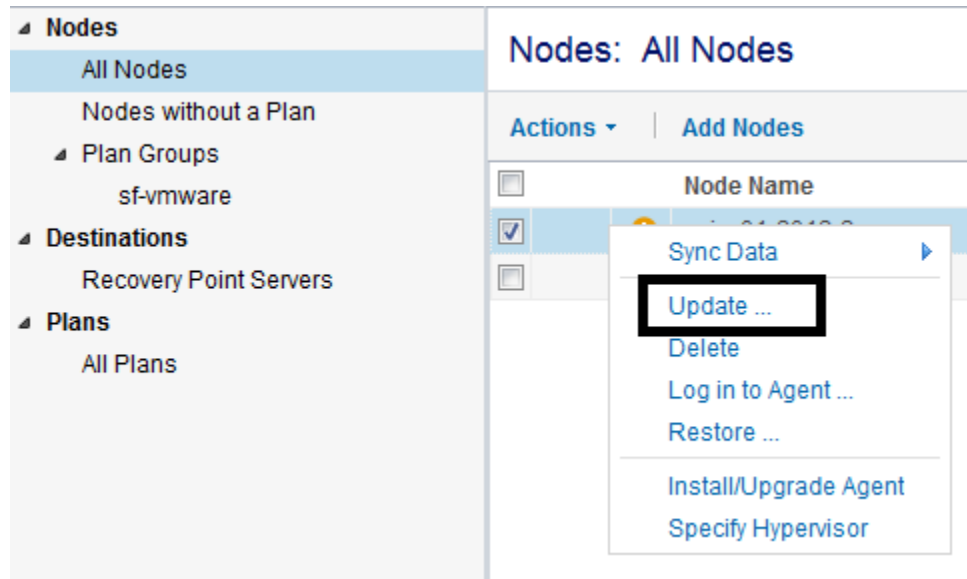 Nodes
All Nodes
Nodes without a Plan
Plan Groups
sf-vmware
Destinations
Recovery Point Servers
Plans
All Plans
Nodes: All Nodes
Actions
Add Nodes
Node Name
Sync Data
Update ...
Delete
Log in to Agent ...
Restore ...
Install/Upgrade Agent
Specify Hypervisor